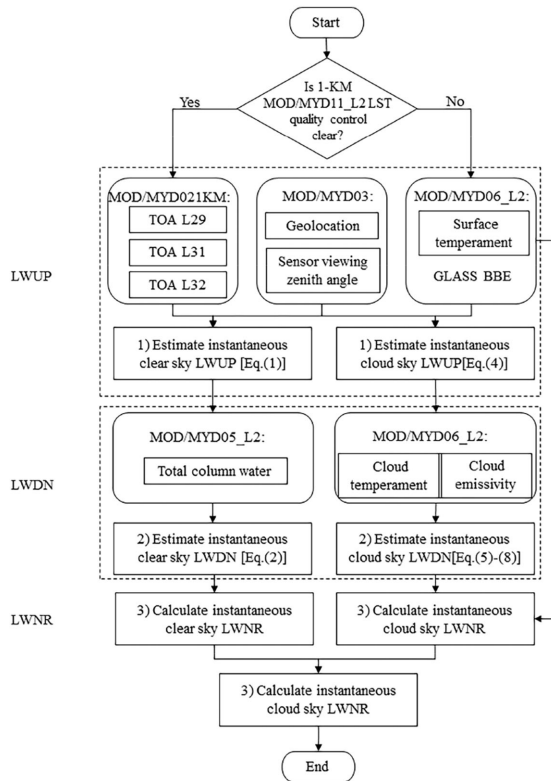 Start
Is 1-KM
MOD/MYD11_L2 LST
quality control
clear?
Yes
No
LWUP
MOD/MYD021KM:
TOA L29
TOA L31
TOA L32
MOD/MYD03:
Geolocation
Sensor viewing
zenith angle
MOD/MYD06_L2:
Surface
temperament
GLASS BBE
1) Estimate instantaneous
clear sky LWUP [Eq.(1)]
1) Estimate instantaneous
cloud sky LWUP[Eq.(4)]
LWDN
MOD/MYD05_L2:
Total column water
MOD/MYD06_L2:
Cloud
temperament
Cloud
emissivity
2) Estimate instantaneous
clear sky LWDN [Eq.(2)]
2) Estimate instantaneous
cloud sky LWDN[Eq.(5)-(8)]
LWNR
3) Calculate instantaneous
clear sky LWNR
3) Calculate instantaneous
cloud sky LWNR
3) Calculate instantaneous
cloud sky LWNR
End